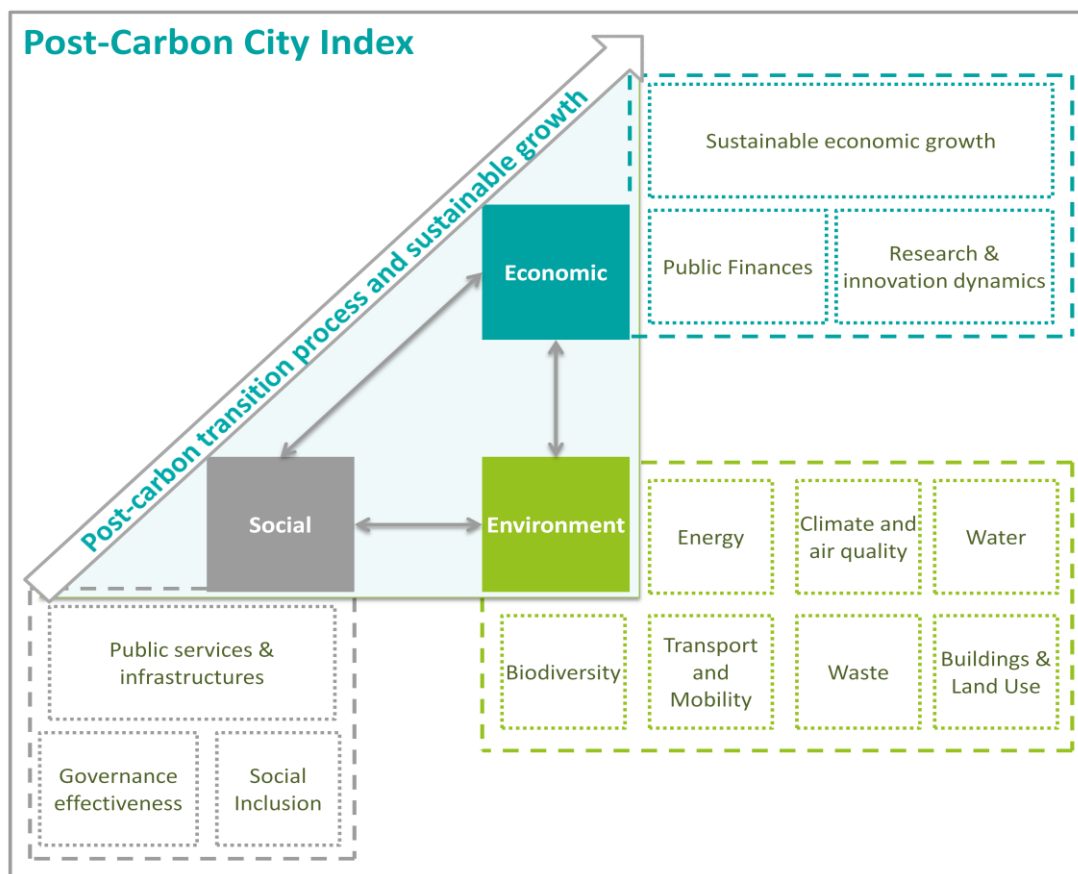 Post-Carbon City Index
Post-carbon transition process and sustainable growth
Sustainable economic growth
Public Finances
Research &
innovation dynamics
Economic
Social
Environment
Energy
Climate and
air quality
Water
Biodiversity
Transport
and
Mobility
Waste
Buildings &
Land Use
Public services &
infrastructures
Governance
effectiveness
Social
Inclusion